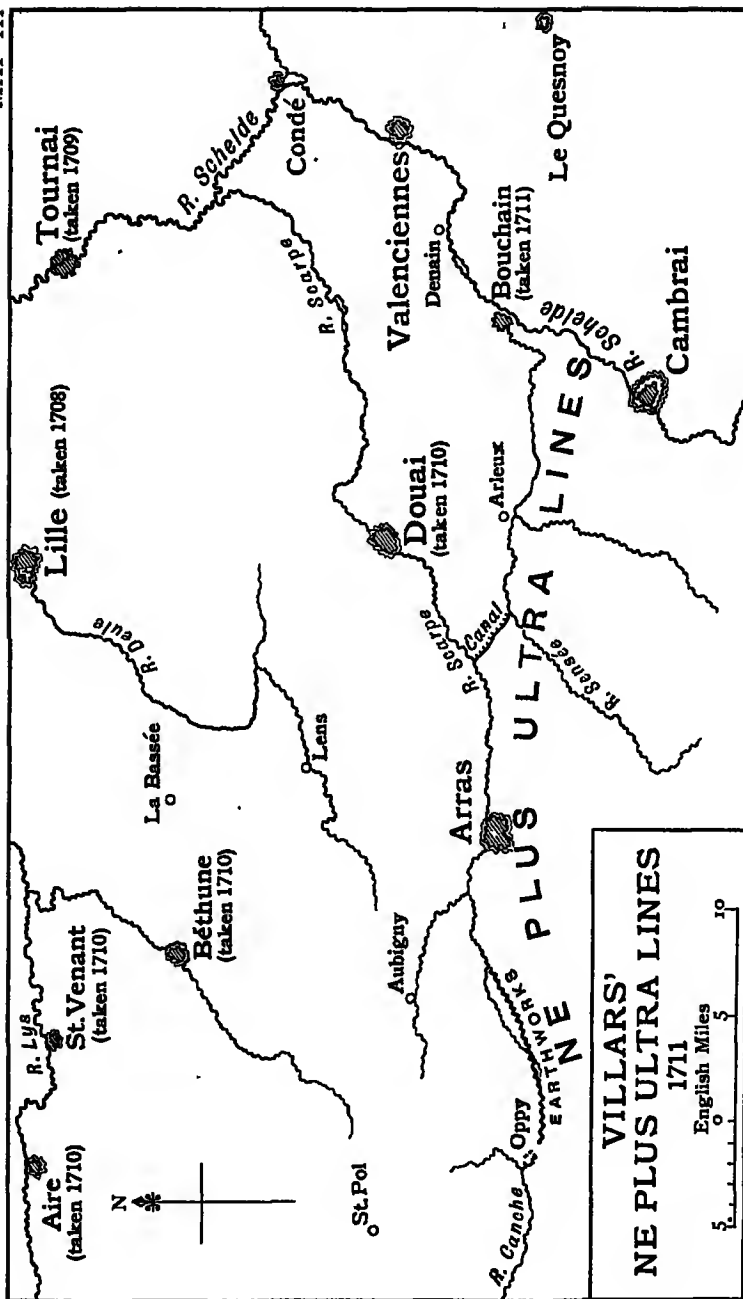 Aire
(taken 1710)
R. Lys
St. Venant
(taken 1710)
Béthune
(taken 1710)
La Bassée
R. Deule
Lille (taken 1708)
Tournai
(taken 1709)
R. Schelde
Condé
Valenciennes
Denain
Bouchain
(taken 1711)
R. Schelde
Cambrai
Le Quesnoy
R. Scarpe
Douai
(taken 1710)
Arleux
R. Scarpe
Canal
R. Sensée
Lens
Arras
Aubigny
N
St. Pol
Oppy
R. Canche
EARTHWORKS
NE PLUS ULTRA LINES
VILLARS'
NE PLUS ULTRA LINES
1711
English Miles
5 0 5 10